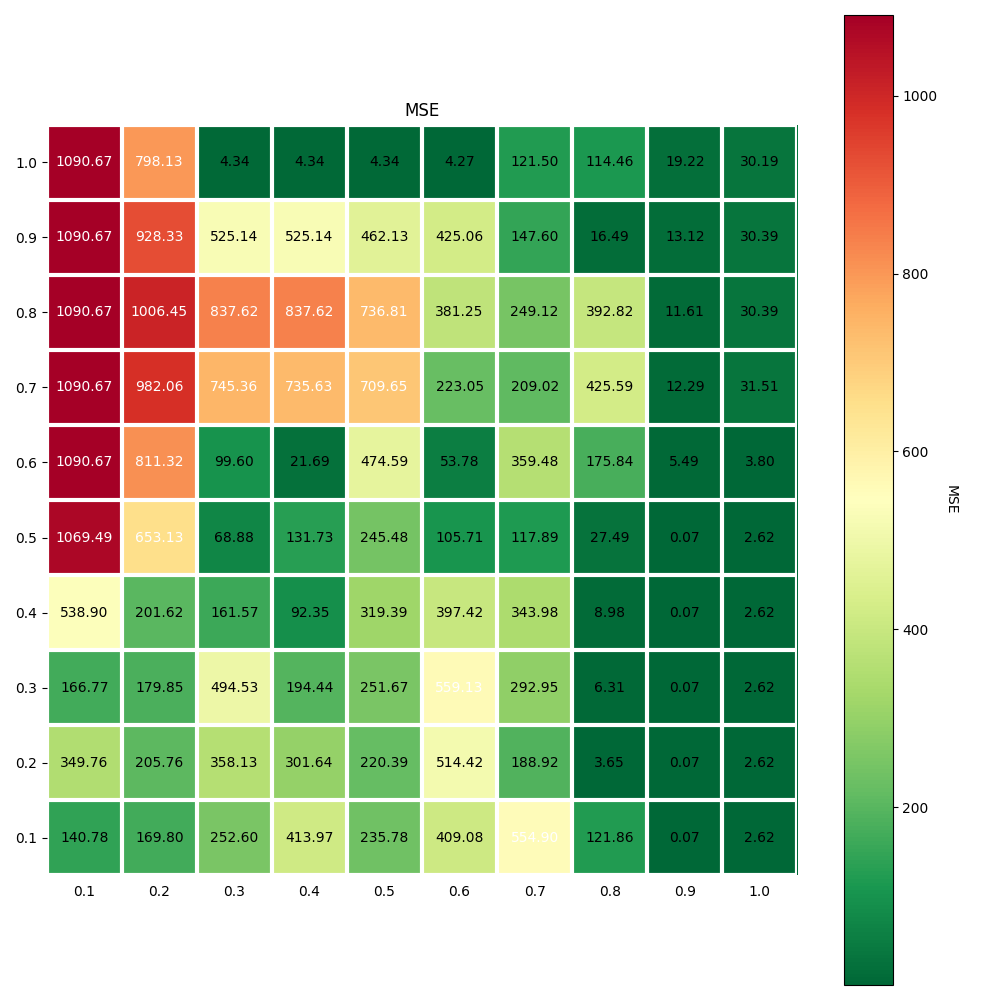 MSE
1.0 1090.67 798.13 4.34 4.34 4.34 4.27 121.50 114.46 19.22 30.19
0.9 1090.67 928.33 525.14 525.14 462.13 425.06 147.60 16.49 13.12 30.39
0.8 1090.67 1006.45 837.62 837.62 736.81 381.25 249.12 392.82 11.61 30.39
0.7 1090.67 982.06 745.36 735.63 709.65 223.05 209.02 425.59 12.29 31.51
0.6 1090.67 811.32 99.60 21.69 474.59 53.78 359.48 175.84 5.49 3.80
0.5 1069.49 653.13 68.88 131.73 245.48 105.71 117.89 27.49 0.07 2.62
0.4 538.90 201.62 161.57 92.35 319.39 397.42 343.98 8.98 0.07 2.62
0.3 166.77 179.85 494.53 194.44 251.67 559.13 292.95 6.31 0.07 2.62
0.2 349.76 205.76 358.13 301.64 220.39 514.42 188.92 3.65 0.07 2.62
0.1 140.78 169.80 252.60 413.97 235.78 409.08 554.90 121.86 0.07 2.62
0.1 0.2 0.3 0.4 0.5 0.6 0.7 0.8 0.9 1.0
1000
800
600
400
200
MSE